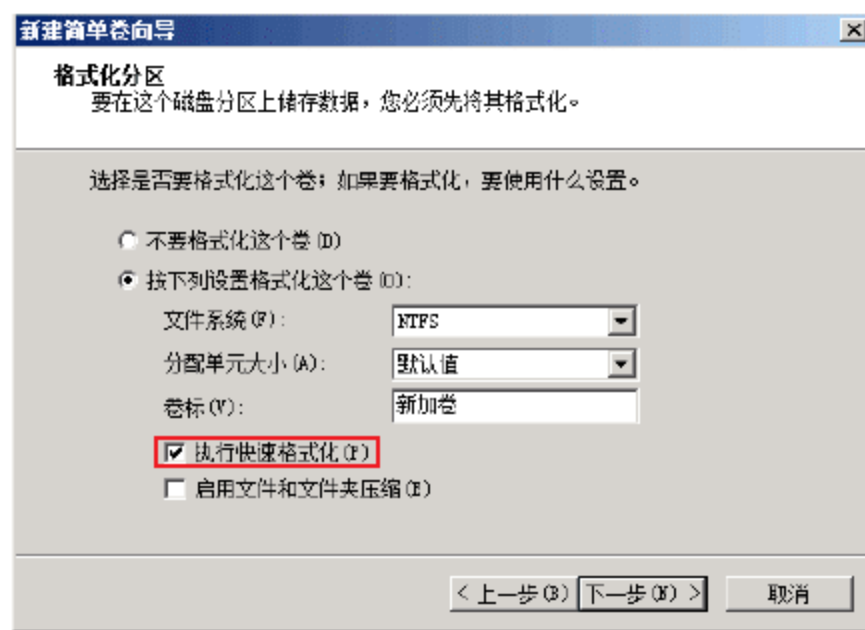 新建简单卷向导
格式化分区
要在这个磁盘分区上储存数据，您必须先将其格式化。
选择是否要格式化这个卷；如果要格式化，要使用什么设置。
不要格式化这个卷(D)
按下列设置格式化这个卷(O):
文件系统(F): NTFS
分配单元大小(A): 默认值
卷标(V): 新加卷
执行快速格式化(P)
启用文件和文件夹压缩(E)
< 上一步(B) 下一步(N) > 取消